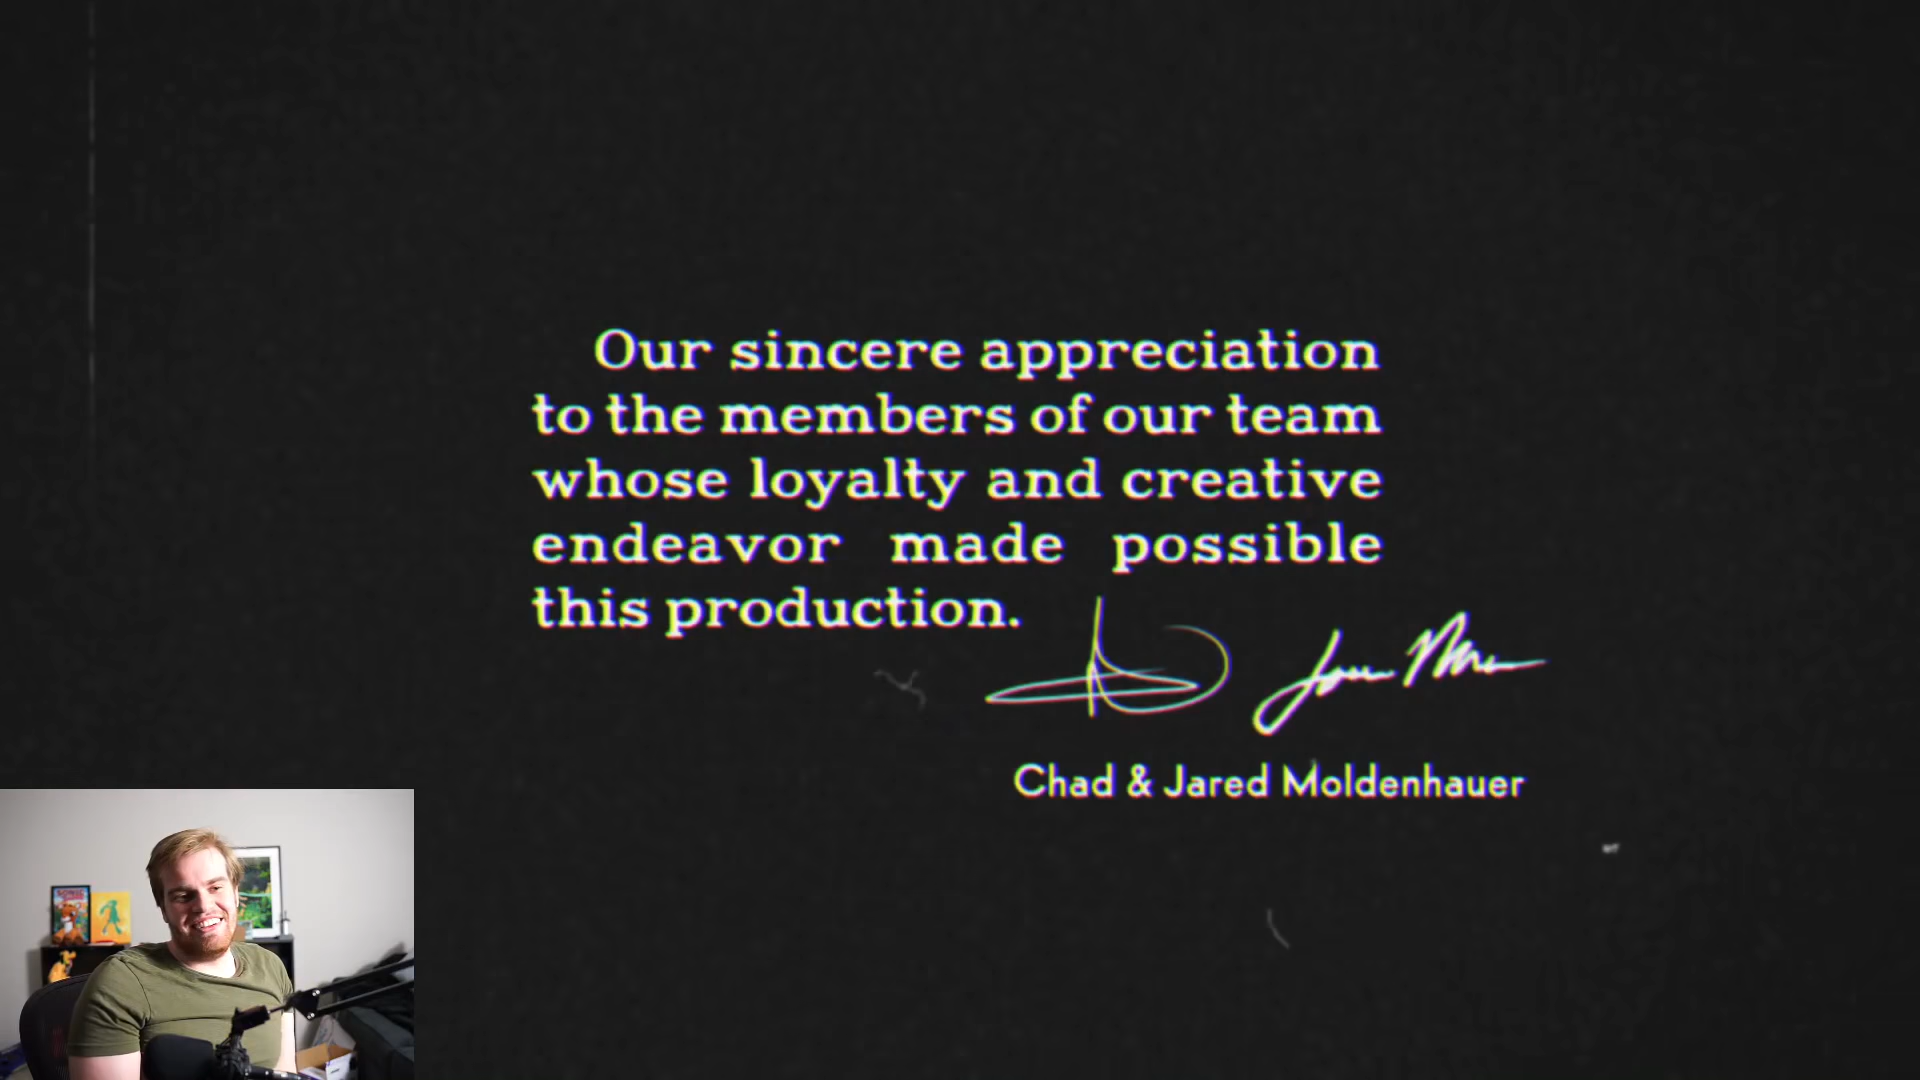 Our sincere appreciation
to the members of our team
whose loyalty and creative
endeavor made possible
this production.
Chad & Jared Moldenhauer
SONIC